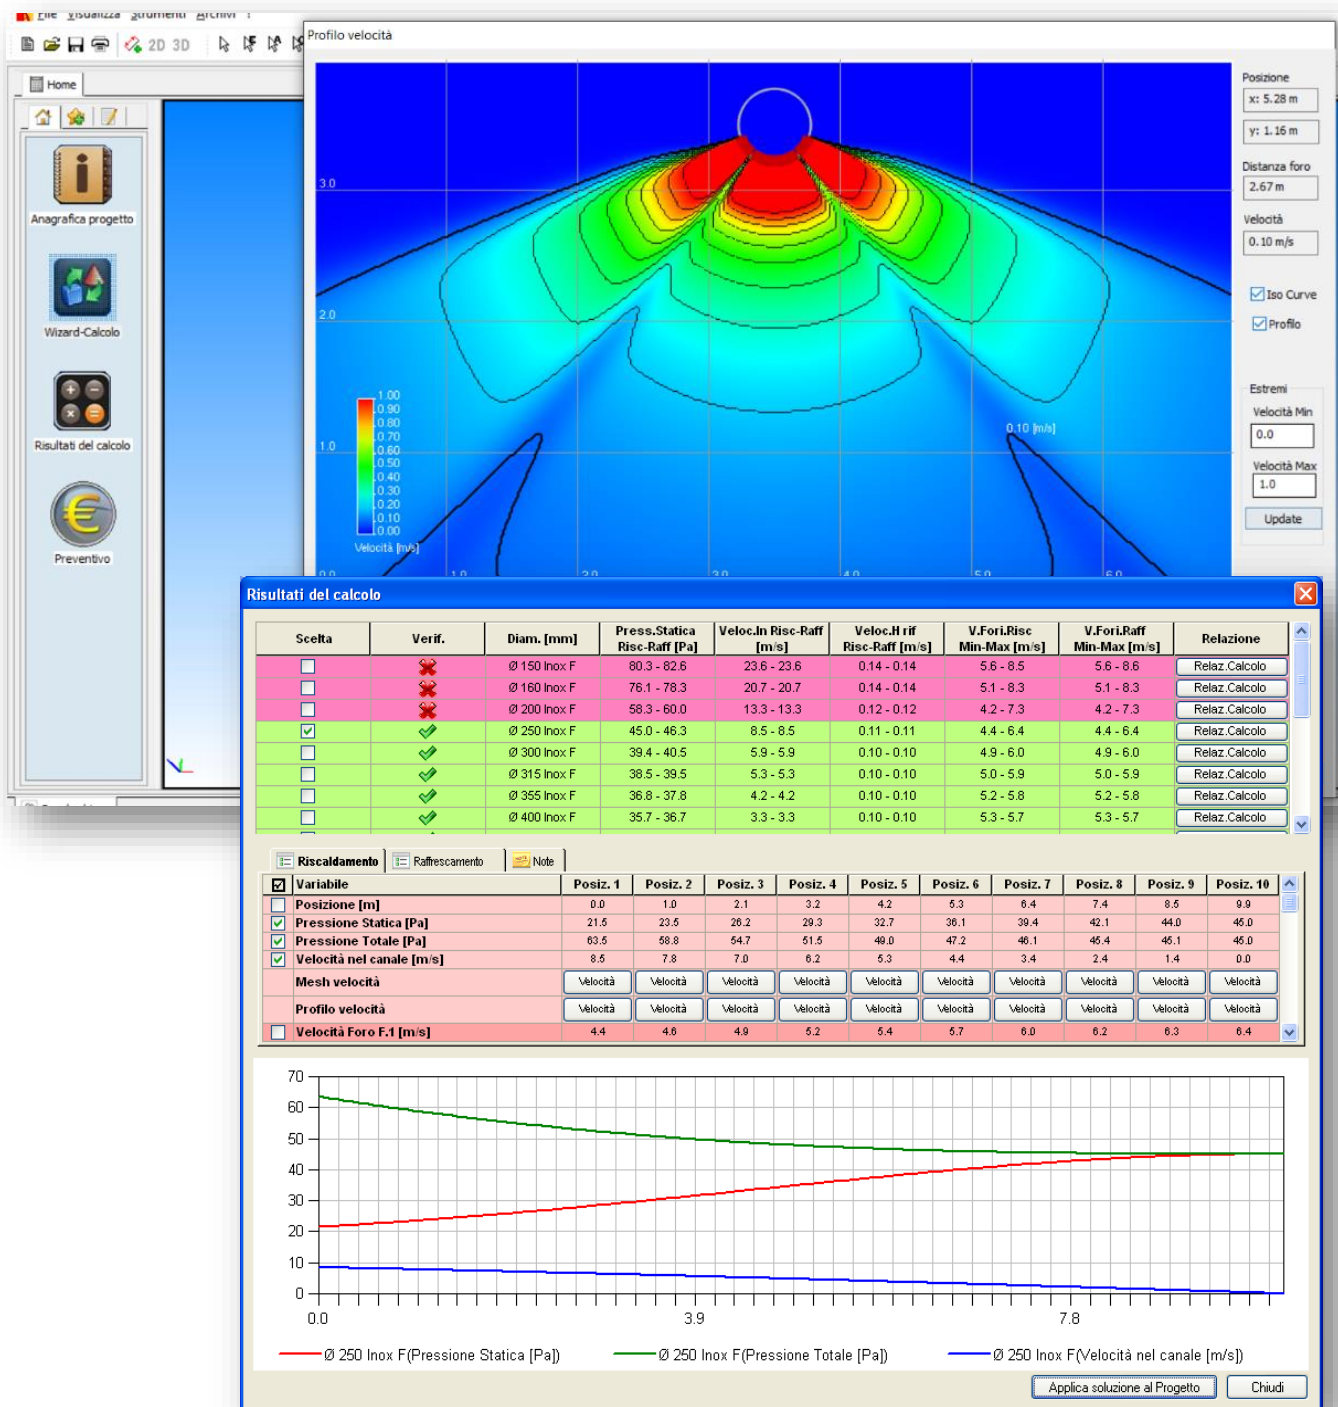 File Visualizza Strumenti Archivi ?
2D 3D
Home
Anagrafica progetto
Wizard-Calcolo
Risultati del calcolo
Preventivo
Profilo velocità
3.0
2.0
1.0
0.0 1.0 2.0 3.0 4.0 5.0 6.0
0.10 [m/s]
1.00
0.90
0.80
0.70
0.60
0.50
0.40
0.30
0.20
0.10
0.00
Velocità [m/s]
Posizione
x: 5.28 m
y: 1.16 m
Distanza foro
2.67 m
Velocità
0.10 m/s
Iso Curve
Profilo
Estremi
Velocità Min
0.0
Velocità Max
1.0
Update
Risultati del calcolo
Scelta Verif. Diam. [mm] Press.Statica Risc-Raff [Pa] Veloc.In Risc-Raff [m/s] Veloc.H rif Risc-Raff [m/s] V.Fori.Risc Min-Max [m/s] V.Fori.Raff Min-Max [m/s] Relazione
Ø 150 Inox F 80.3 - 82.6 23.6 - 23.6 0.14 - 0.14 5.6 - 8.5 5.6 - 8.6 Relaz.Calcolo
Ø 160 Inox F 76.1 - 78.3 20.7 - 20.7 0.14 - 0.14 5.1 - 8.3 5.1 - 8.3 Relaz.Calcolo
Ø 200 Inox F 58.3 - 60.0 13.3 - 13.3 0.12 - 0.12 4.2 - 7.3 4.2 - 7.3 Relaz.Calcolo
Ø 250 Inox F 45.0 - 46.3 8.5 - 8.5 0.11 - 0.11 4.4 - 6.4 4.4 - 6.4 Relaz.Calcolo
Ø 300 Inox F 39.4 - 40.5 5.9 - 5.9 0.10 - 0.10 4.9 - 6.0 4.9 - 6.0 Relaz.Calcolo
Ø 315 Inox F 38.5 - 39.5 5.3 - 5.3 0.10 - 0.10 5.0 - 5.9 5.0 - 5.9 Relaz.Calcolo
Ø 355 Inox F 36.8 - 37.8 4.2 - 4.2 0.10 - 0.10 5.2 - 5.8 5.2 - 5.8 Relaz.Calcolo
Ø 400 Inox F 35.7 - 36.7 3.3 - 3.3 0.10 - 0.10 5.3 - 5.7 5.3 - 5.7 Relaz.Calcolo
Riscaldamento Raffrescamento Note
Variabile Posiz. 1 Posiz. 2 Posiz. 3 Posiz. 4 Posiz. 5 Posiz. 6 Posiz. 7 Posiz. 8 Posiz. 9 Posiz. 10
Posizione [m] 0.0 1.0 2.1 3.2 4.2 5.3 6.4 7.4 8.5 9.9
Pressione Statica [Pa] 21.5 23.5 26.2 29.3 32.7 36.1 39.4 42.1 44.0 45.0
Pressione Totale [Pa] 63.5 58.8 54.7 51.5 49.0 47.2 46.1 45.4 45.1 45.0
Velocità nel canale [m/s] 8.5 7.8 7.0 6.2 5.3 4.4 3.4 2.4 1.4 0.0
Mesh velocità Velocità Velocità Velocità Velocità Velocità Velocità Velocità Velocità Velocità Velocità
Profilo velocità Velocità Velocità Velocità Velocità Velocità Velocità Velocità Velocità Velocità Velocità
Velocità Foro F.1 [m/s] 4.4 4.6 4.9 5.2 5.4 5.7 6.0 6.2 6.3 6.4
70
60
50
40
30
20
10
0
0.0 3.9 7.8
Ø 250 Inox F(Pressione Statica [Pa]) Ø 250 Inox F(Pressione Totale [Pa]) Ø 250 Inox F(Velocità nel canale [m/s])
Applica soluzione al Progetto Chiudi